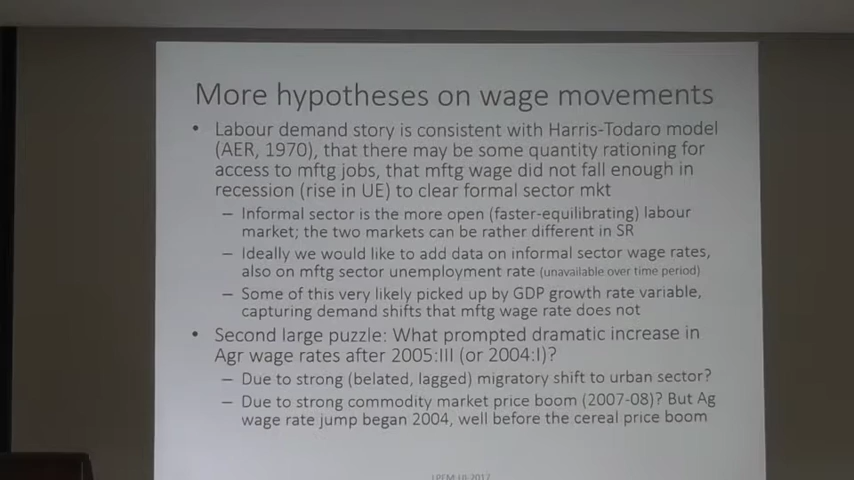 More hypotheses on wage movements
• Labour demand story is consistent with Harris-Todaro model
(AER, 1970), that there may be some quantity rationing for
access to mftg jobs, that mftg wage did not fall enough in
recession (rise in UE) to clear formal sector mkt
– Informal sector is the more open (faster-equilibrating) labour
market; the two markets can be rather different in SR
– Ideally we would like to add data on informal sector wage rates,
also on mftg sector unemployment rate (unavailable over time period)
– Some of this very likely picked up by GDP growth rate variable,
capturing demand shifts that mftg wage rate does not
• Second large puzzle: What prompted dramatic increase in
Agr wage rates after 2005:III (or 2004:I)?
– Due to strong (belated, lagged) migratory shift to urban sector?
– Due to strong commodity market price boom (2007-08)? But Ag
wage rate jump began 2004, well before the cereal price boom
2017